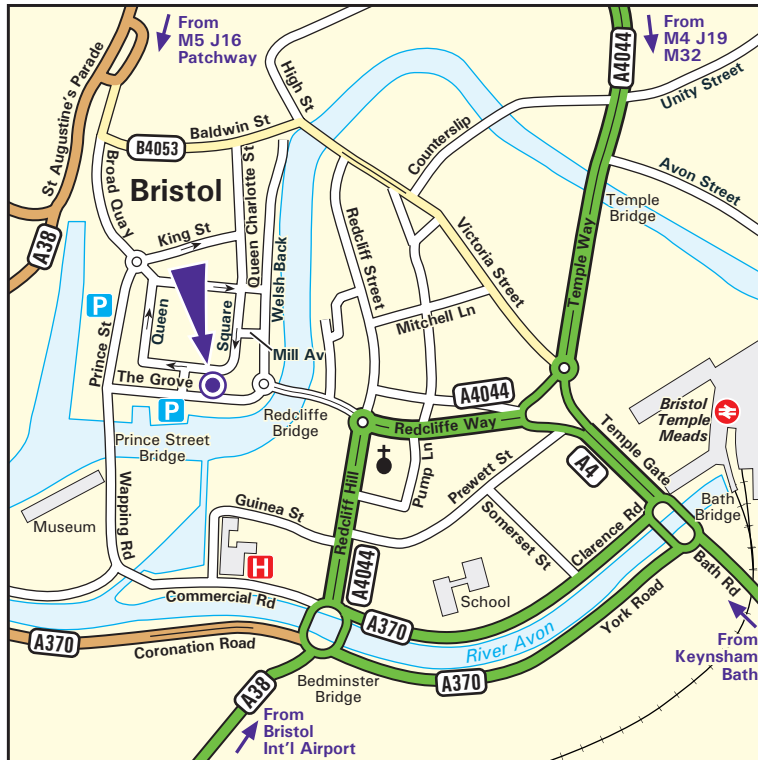 From
M5 J16
Patchway
From
M4 J19
M32
A4044
St Augustine's Parade
High St
Unity Street
Baldwin St
B4053
Counterslip
Avon Street
Broad Quay
Bristol
Queen Charlotte St
Temple
Bridge
A38
King St
Welsh Back
Redcliff Street
Victoria Street
Temple Way
P
Queen
Square
Mitchell Ln
Prince St
Mill Av
The Grove
A4044
P
Redcliffe
Bridge
Redcliffe Way
Bristol
Temple
Meads
Prince Street
Bridge
Temple Gate
A4
Pump Ln
Prewett St
Wapping Rd
Redcliff Hill
Museum
Guinea St
Somerset St
Clarence Rd
Bath
Bridge
H
A4044
Commercial Rd
School
Bath Rd
A370
York Road
A370
Coronation Road
River Avon
From
Keynsham
Bath
A38
Bedminster
Bridge
A370
From
Bristol
Int'l Airport